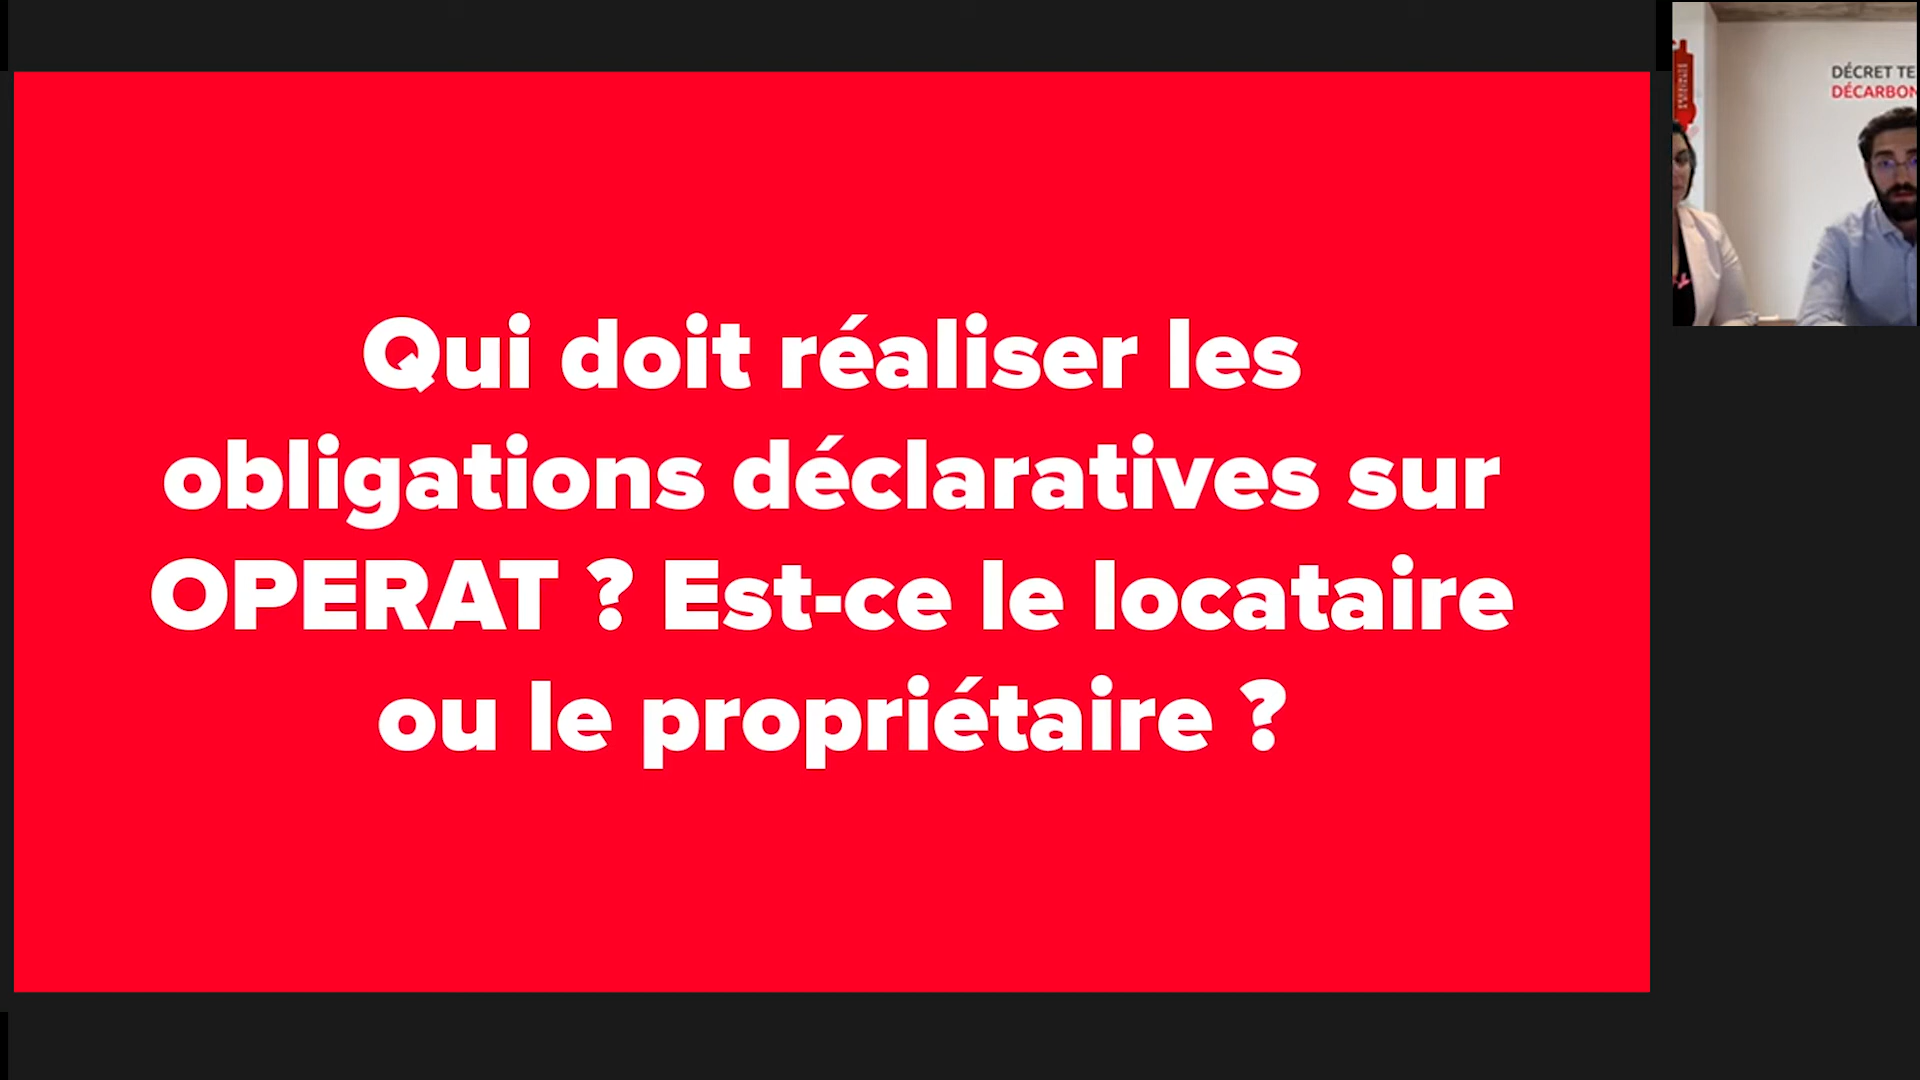 Qui doit réaliser les
obligations déclaratives sur
OPERAT ? Est-ce le locataire
ou le propriétaire ?
DÉCRET TE
DÉCARBON